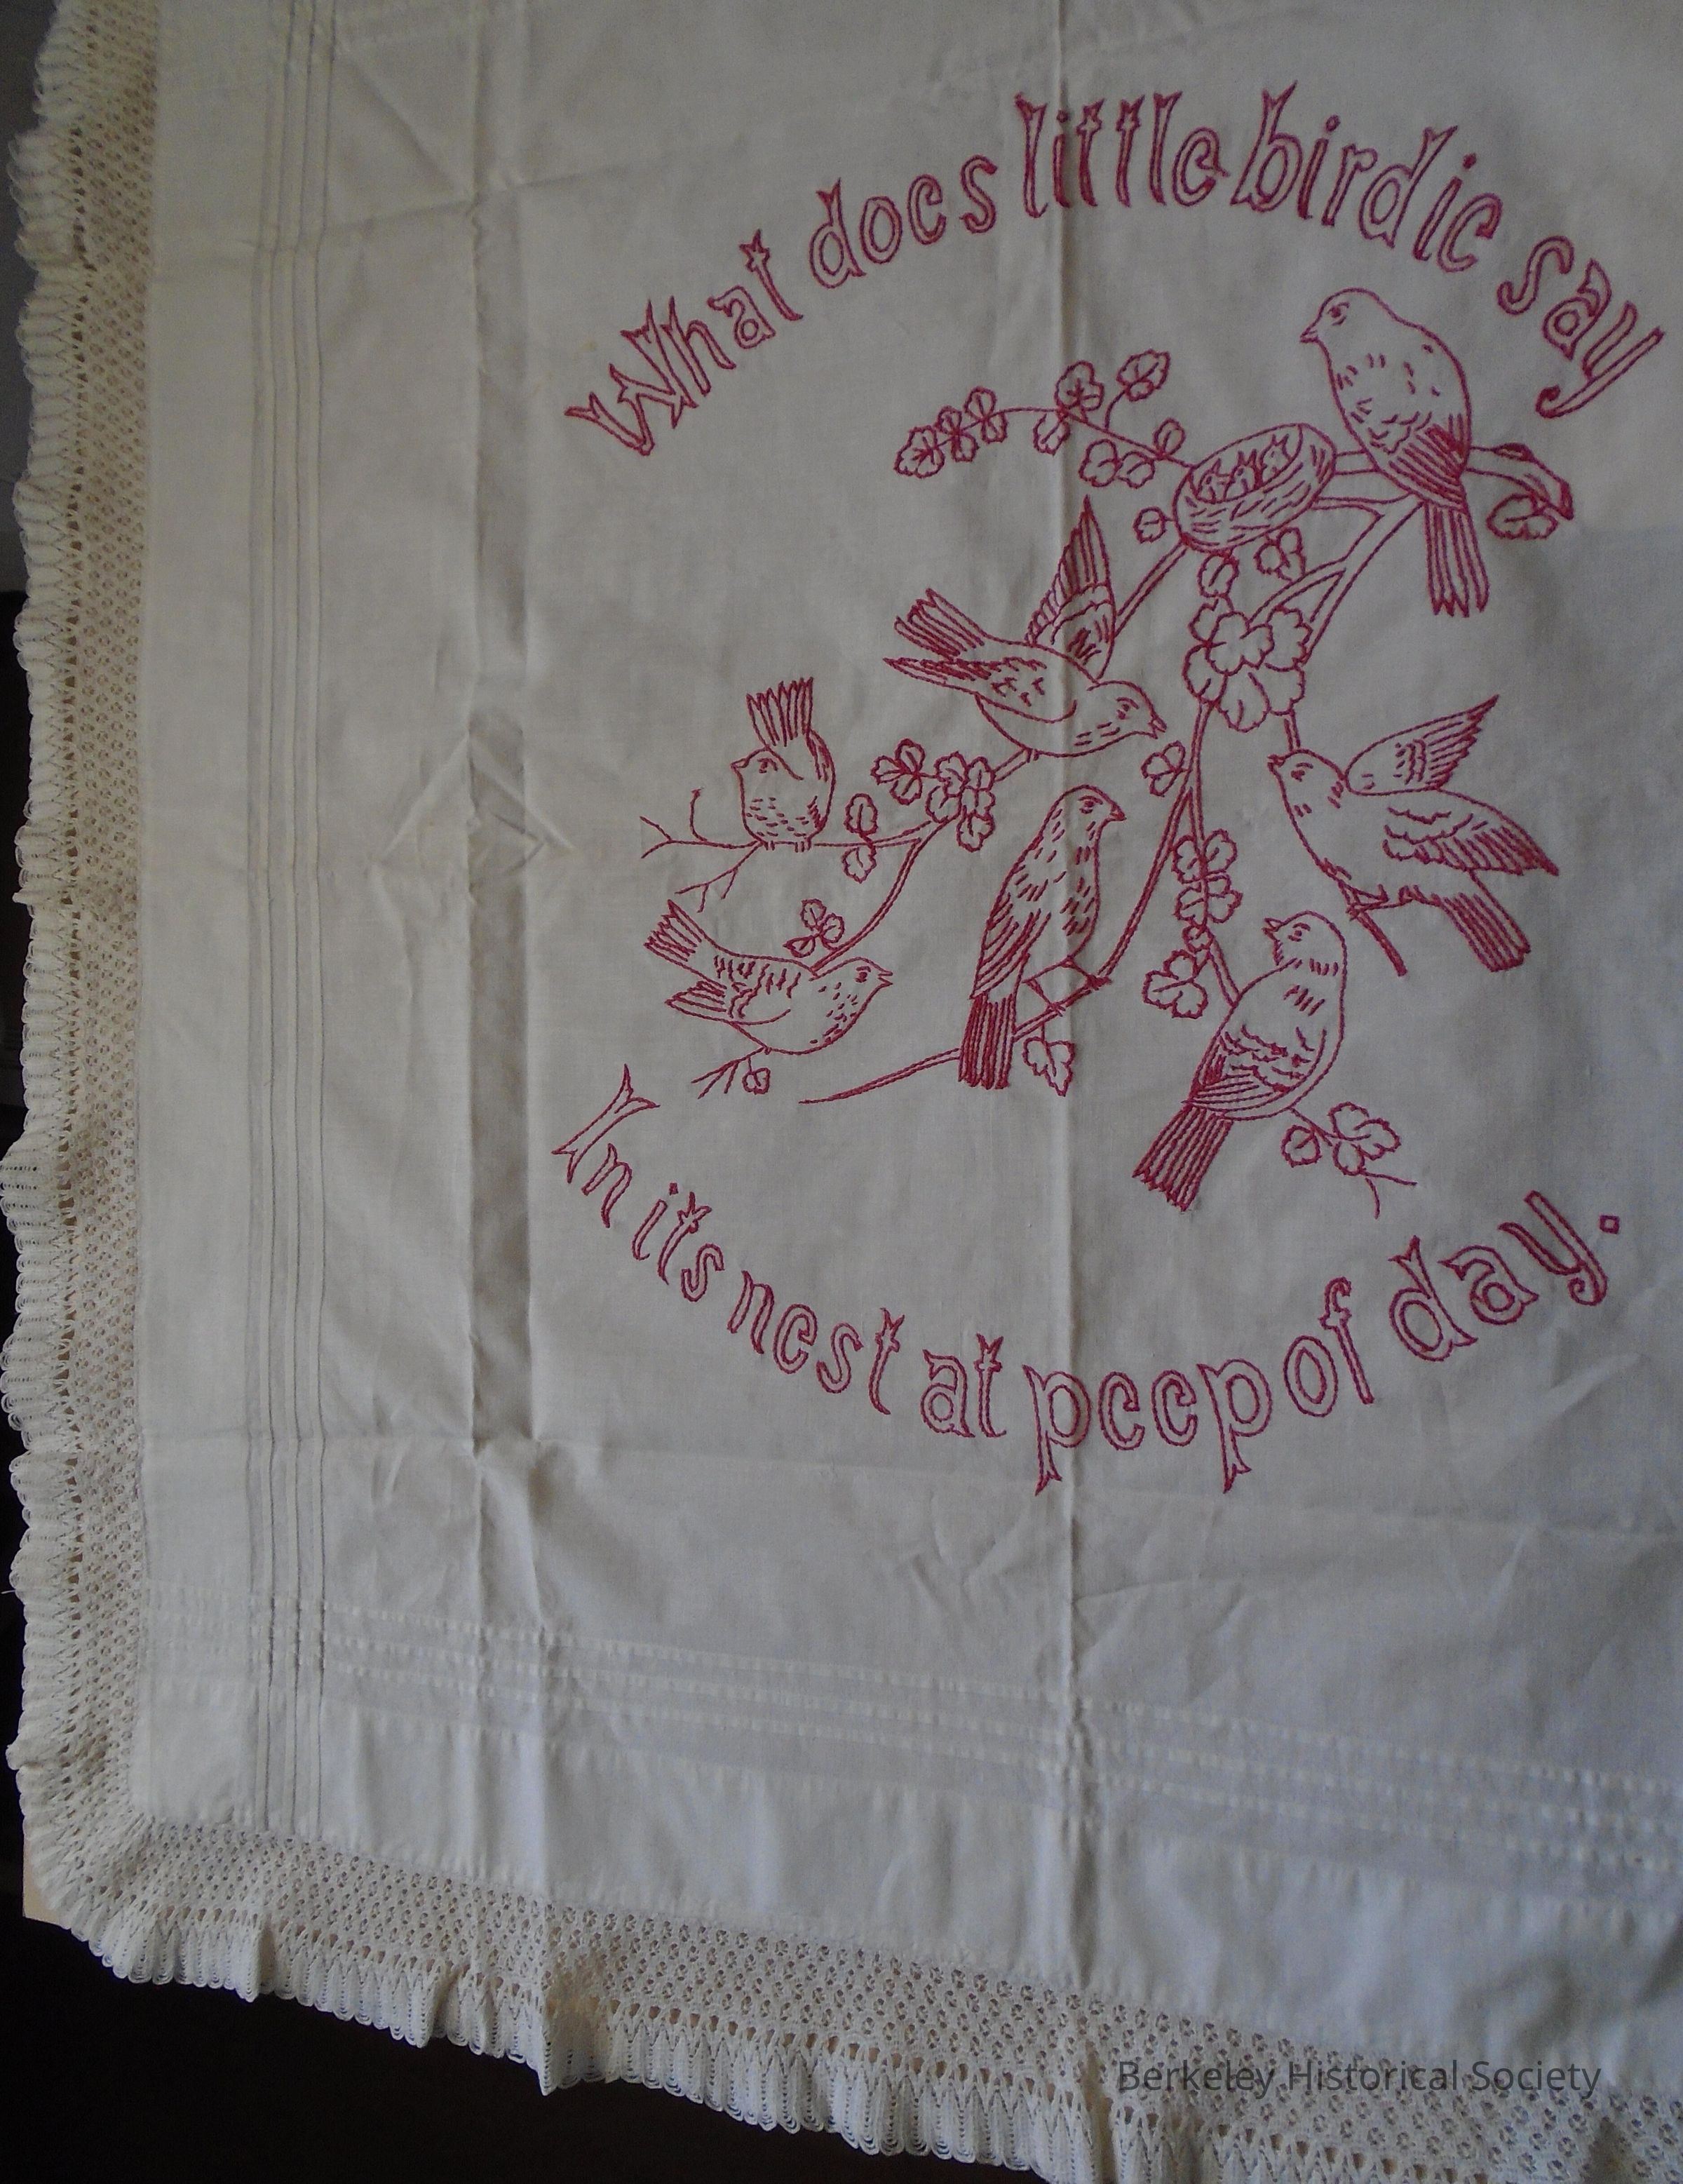 What does little birdie say
In its nest at peep of day.
Berkeley Historical Society